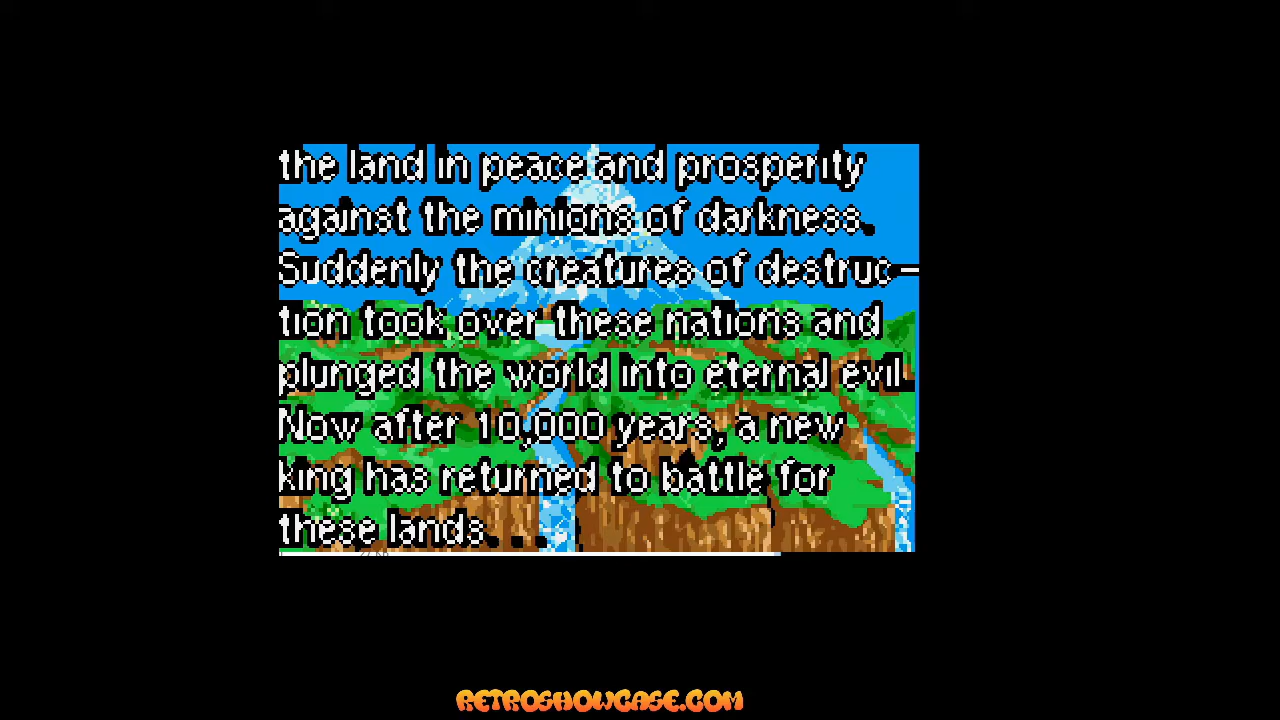 the land in peace and prosperity
against the minions of darkness.
Suddenly the creatures of destruc-
tion took over these nations and
plunged the world into eternal evil.
Now after 10,000 years, a new
king has returned to battle for
these lands. . .
RETROSHOWCASE.COM